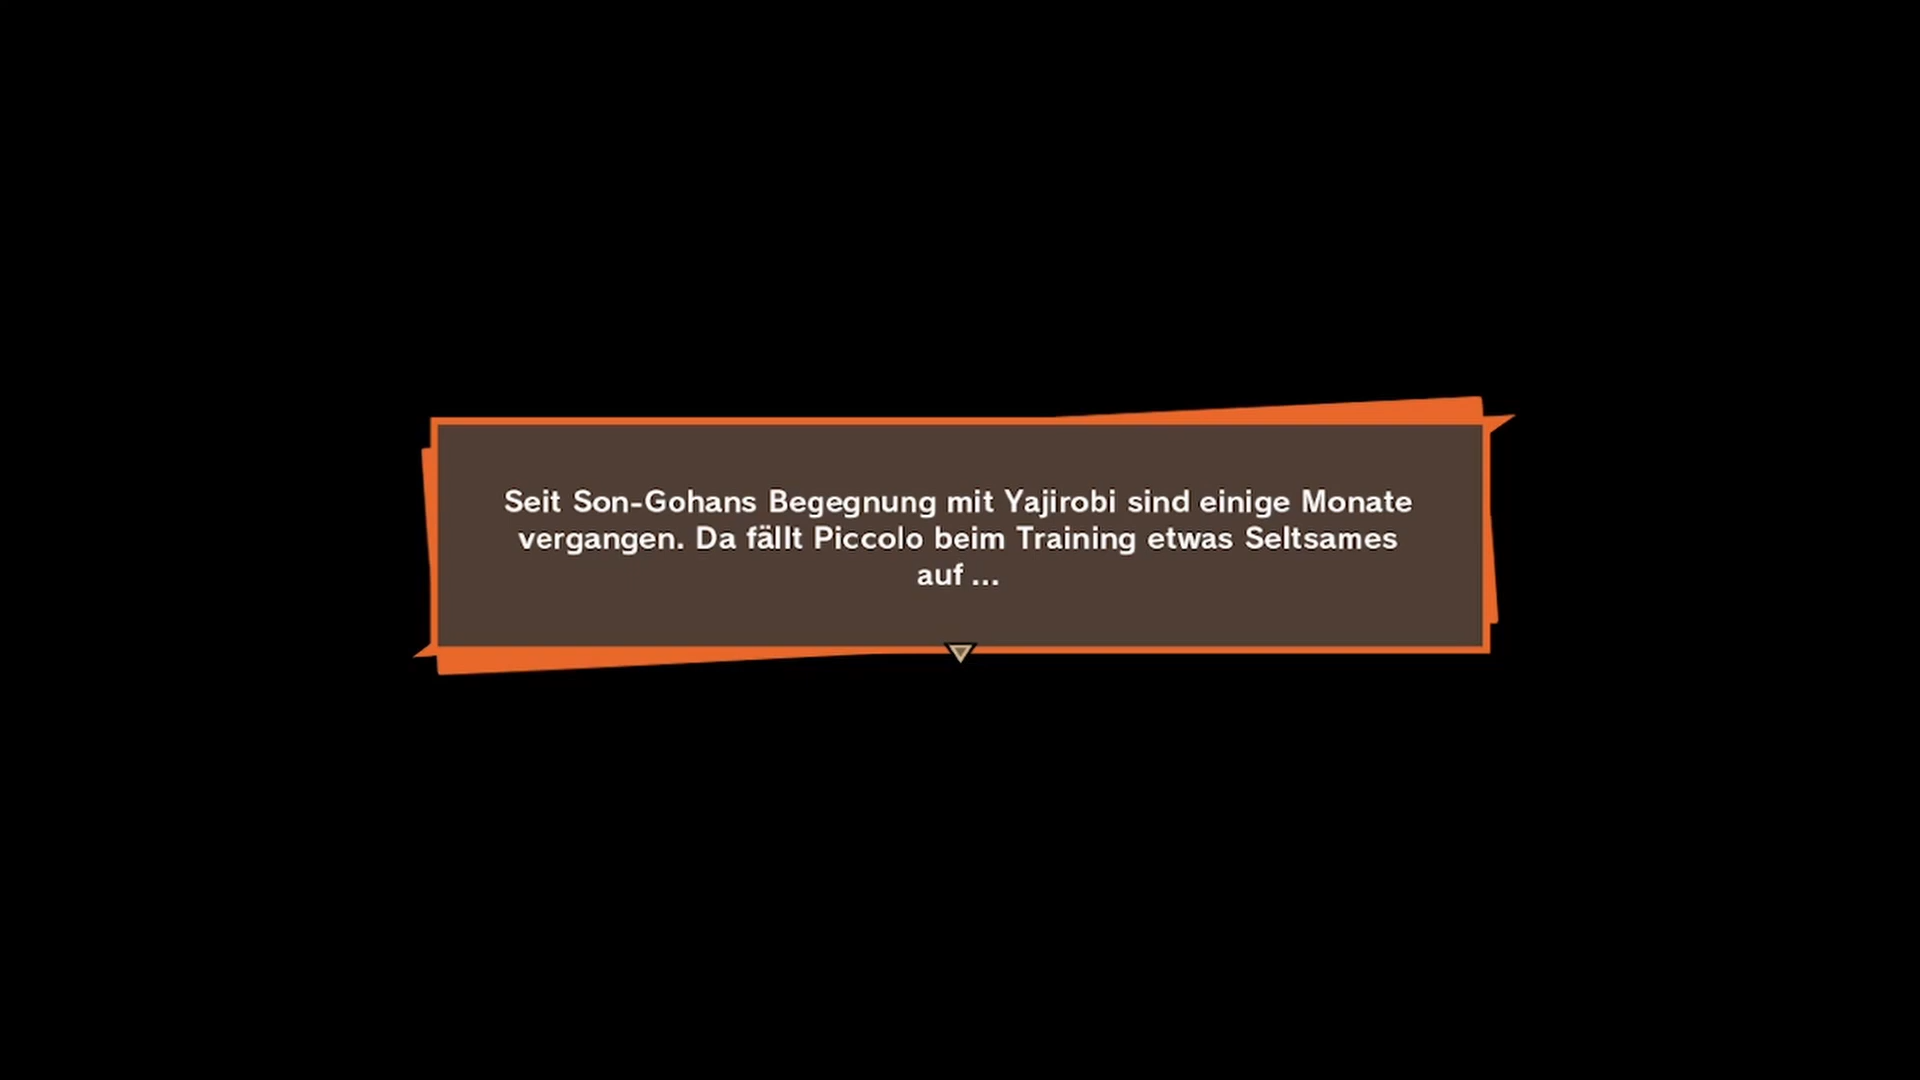 Seit Son-Gohans Begegnung mit Yajirobi sind einige Monate
vergangen. Da fällt Piccolo beim Training etwas Seltsames
auf ...